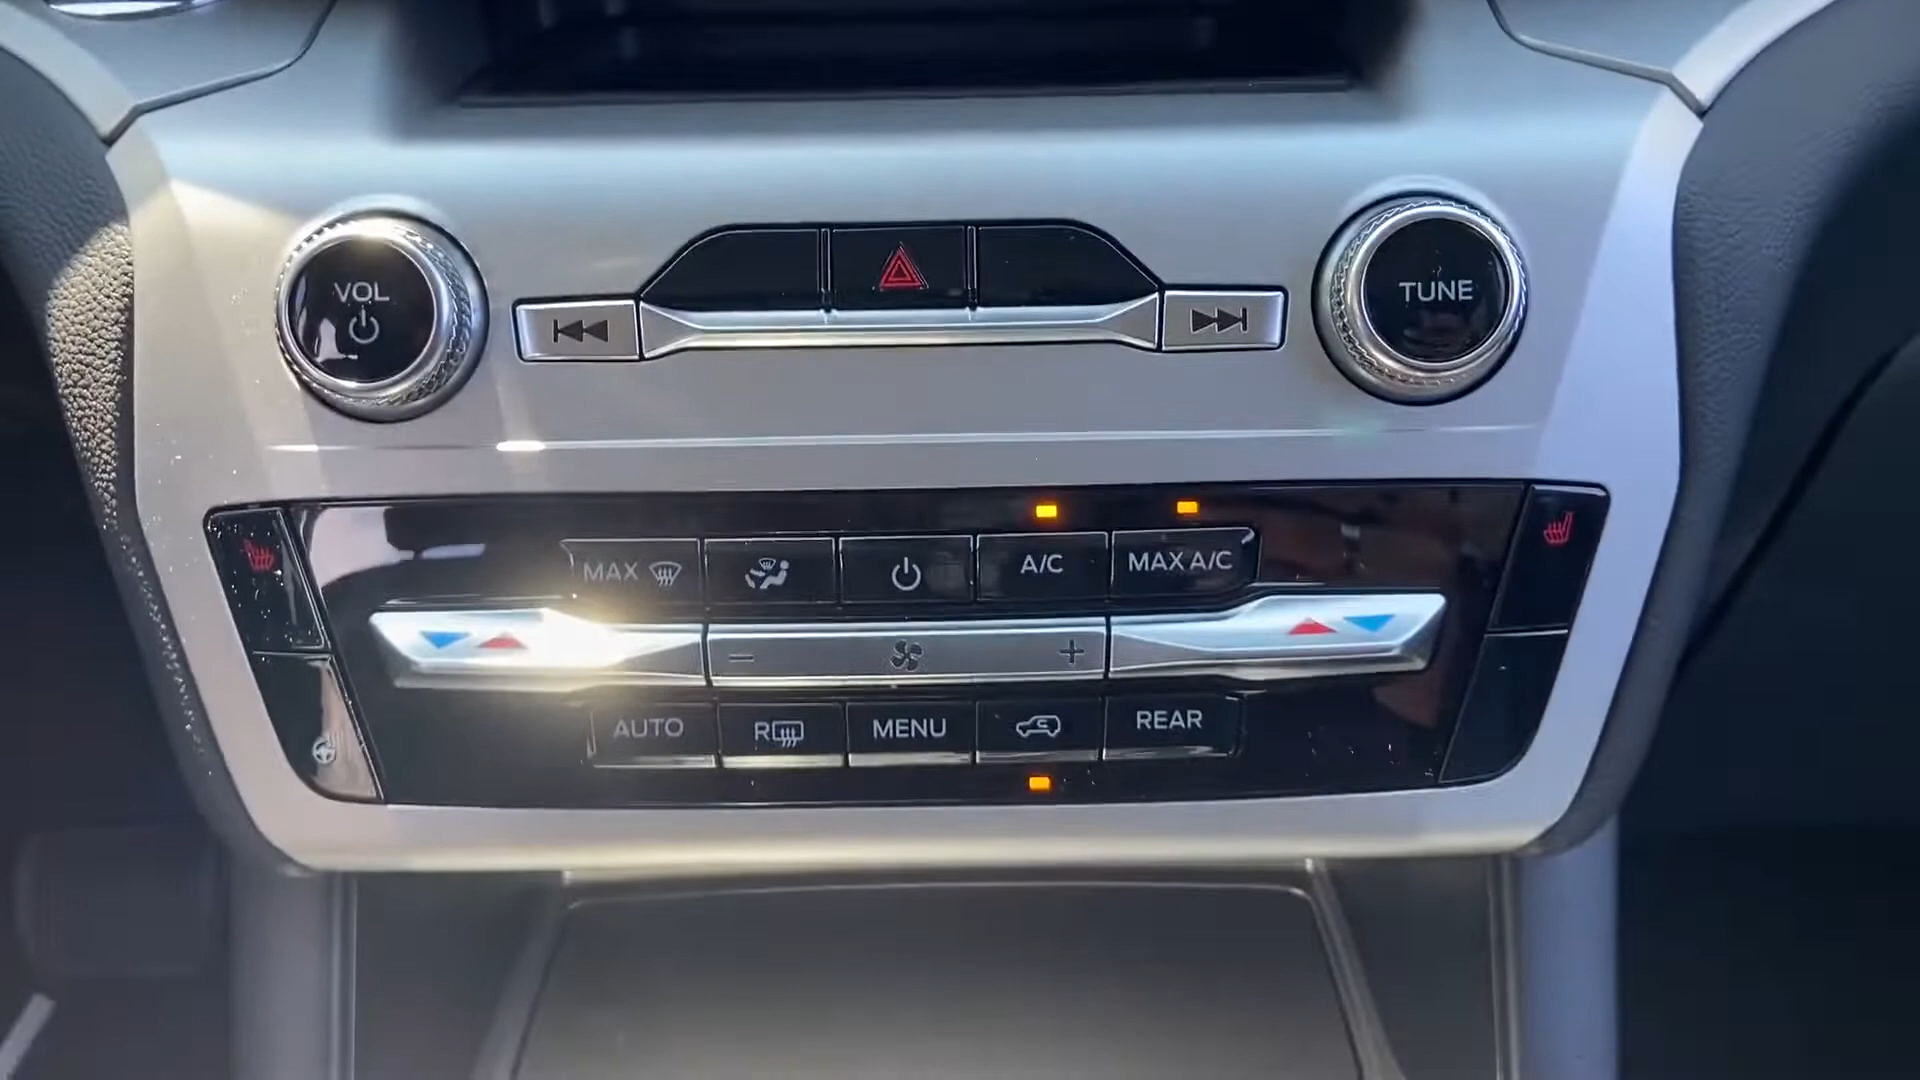 VOL
TUNE
MAX
A/C
MAX A/C
AUTO
R
MENU
REAR